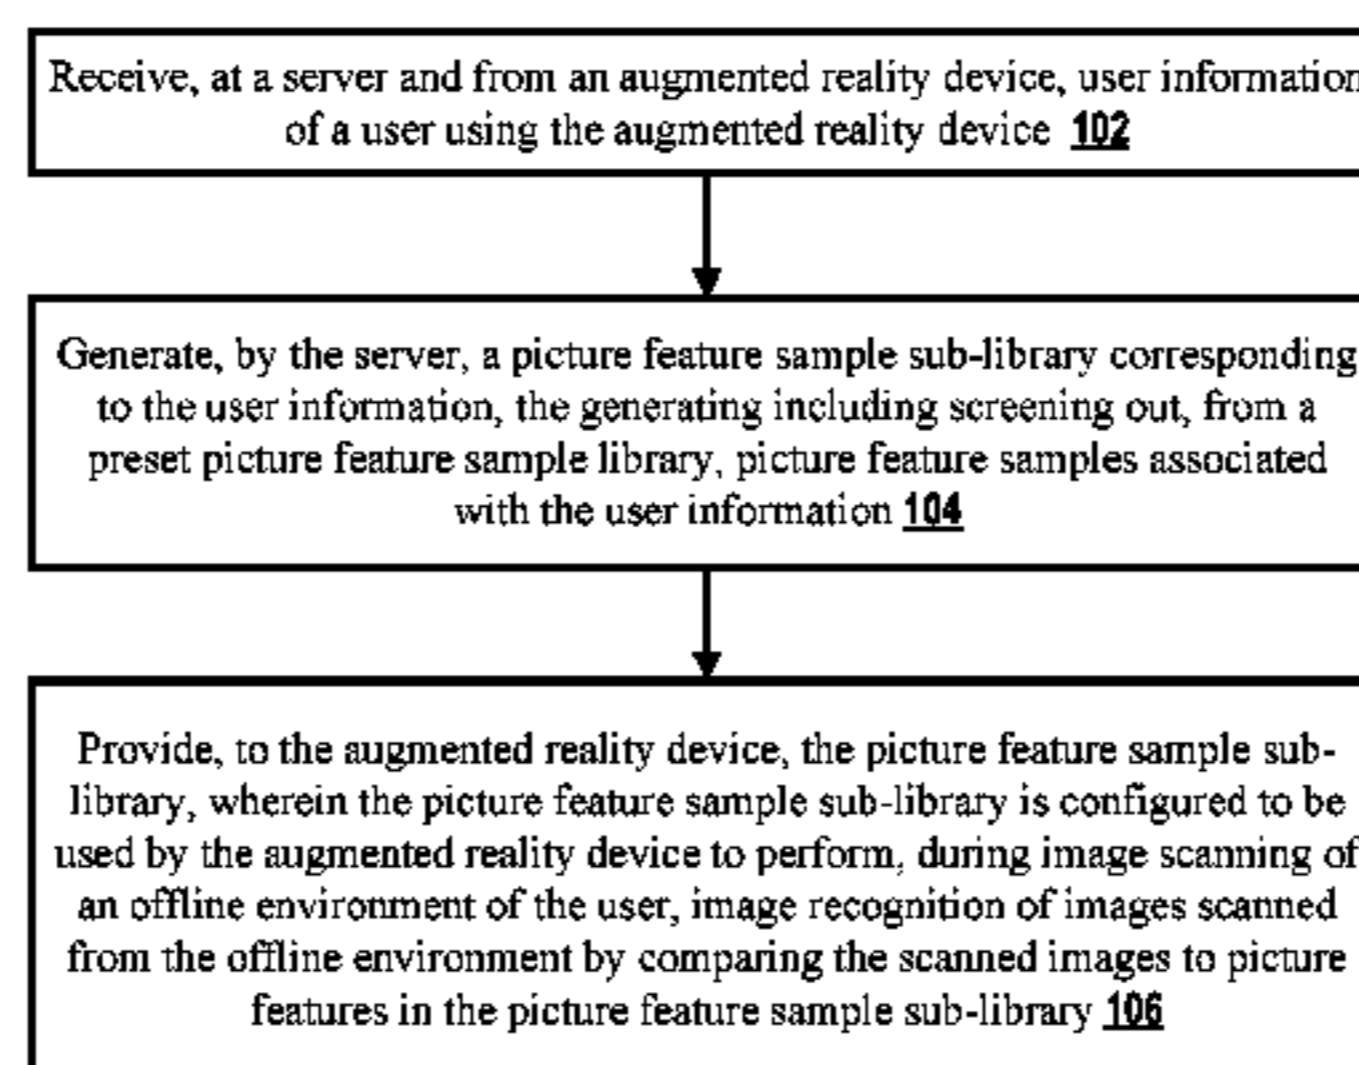 Receive, at a server and from an augmented reality device, user information
of a user using the augmented reality device 102
Generate, by the server, a picture feature sample sub-library corresponding
to the user information, the generating including screening out, from a
preset picture feature sample library, picture feature samples associated
with the user information 104
Provide, to the augmented reality device, the picture feature sample sub-
library, wherein the picture feature sample sub-library is configured to be
used by the augmented reality device to perform, during image scanning of
an offline environment of the user, image recognition of images scanned
from the offline environment by comparing the scanned images to picture
features in the picture feature sample sub-library 106